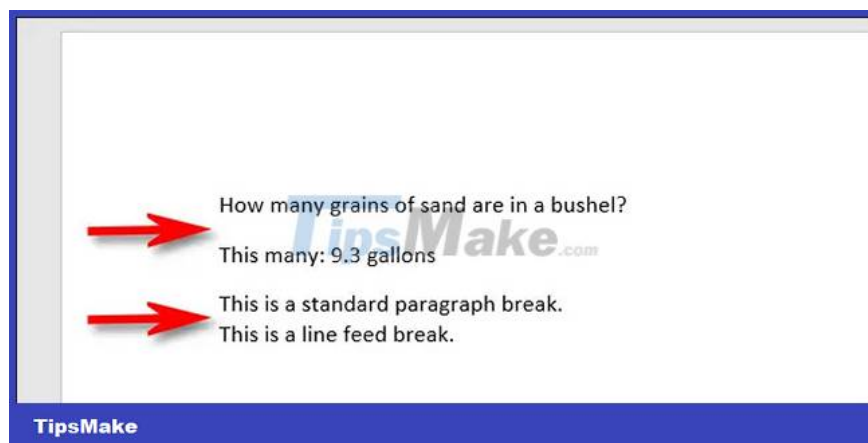 How many grains of sand are in a bushel?
TipsMake.com
This many: 9.3 gallons
This is a standard paragraph break.
This is a line feed break.
TipsMake